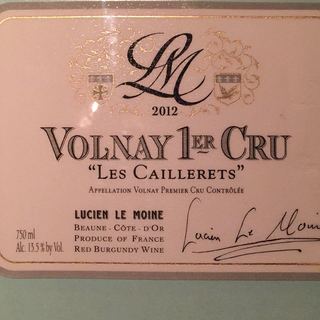 LM
2012
VOLNAY 1ER CRU
"LES CAILLERETS"
APPELLATION VOLNAY PREMIER CRU CONTRÔLÉE
LUCIEN LE MOINE
BEAUNE - CÔTE - D'OR
PRODUCE OF FRANCE
RED BURGUNDY WINE
750 ml
Alc. 13.5% by Vol.
Lucien Le Moine